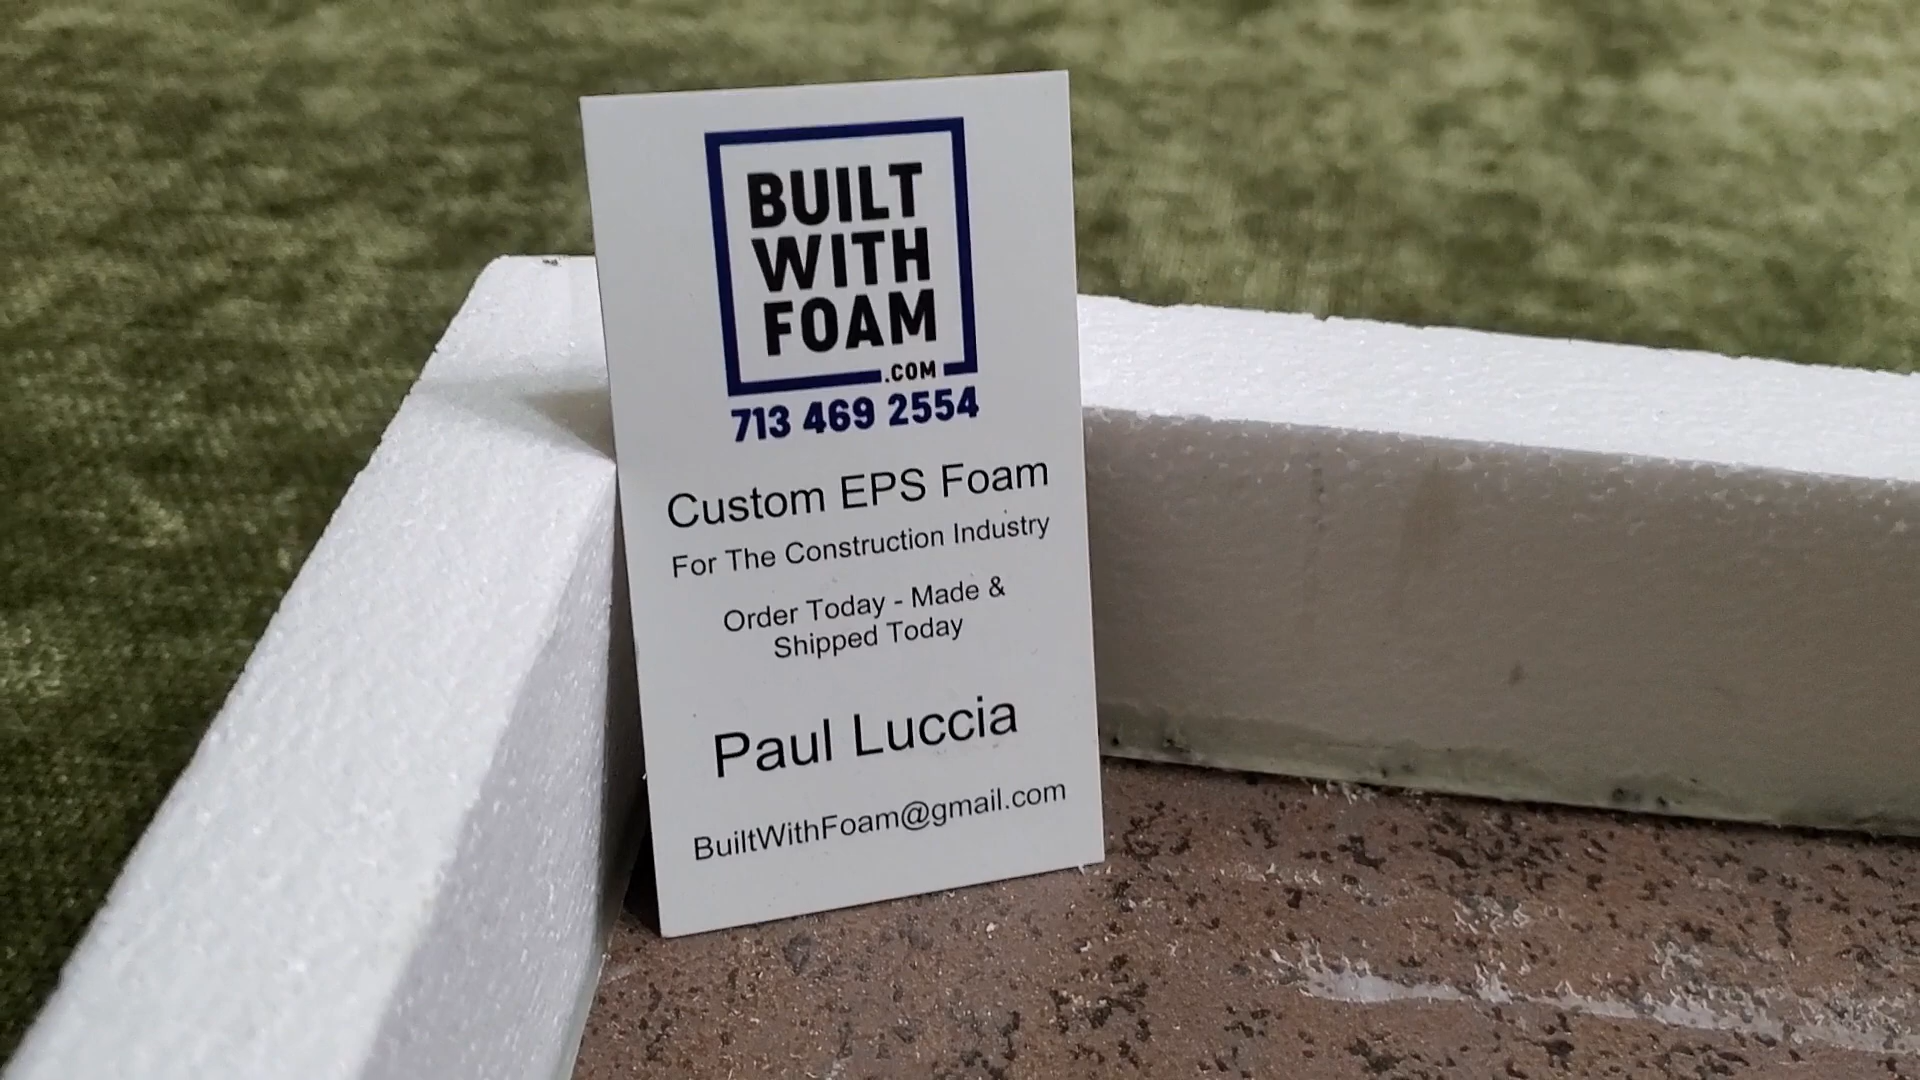 BUILT
WITH
FOAM
.COM
713 469 2554
Custom EPS Foam
For The Construction Industry
Order Today - Made &
Shipped Today
Paul Luccia
BuiltWithFoam@gmail.com